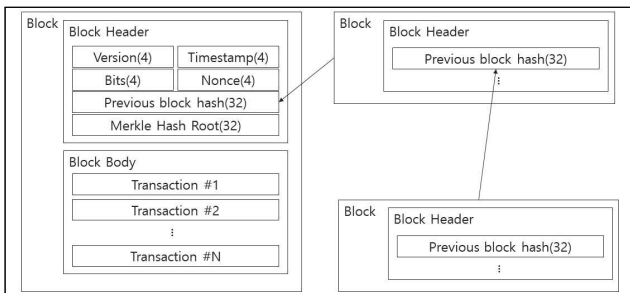 Block
Block Header
Version(4) Timestamp(4)
Bits(4) Nonce(4)
Previous block hash(32)
Merkle Hash Root(32)
Block Body
Transaction #1
Transaction #2
⋮
Transaction #N
Block
Block Header
Previous block hash(32)
⋮
Block
Block Header
Previous block hash(32)
⋮